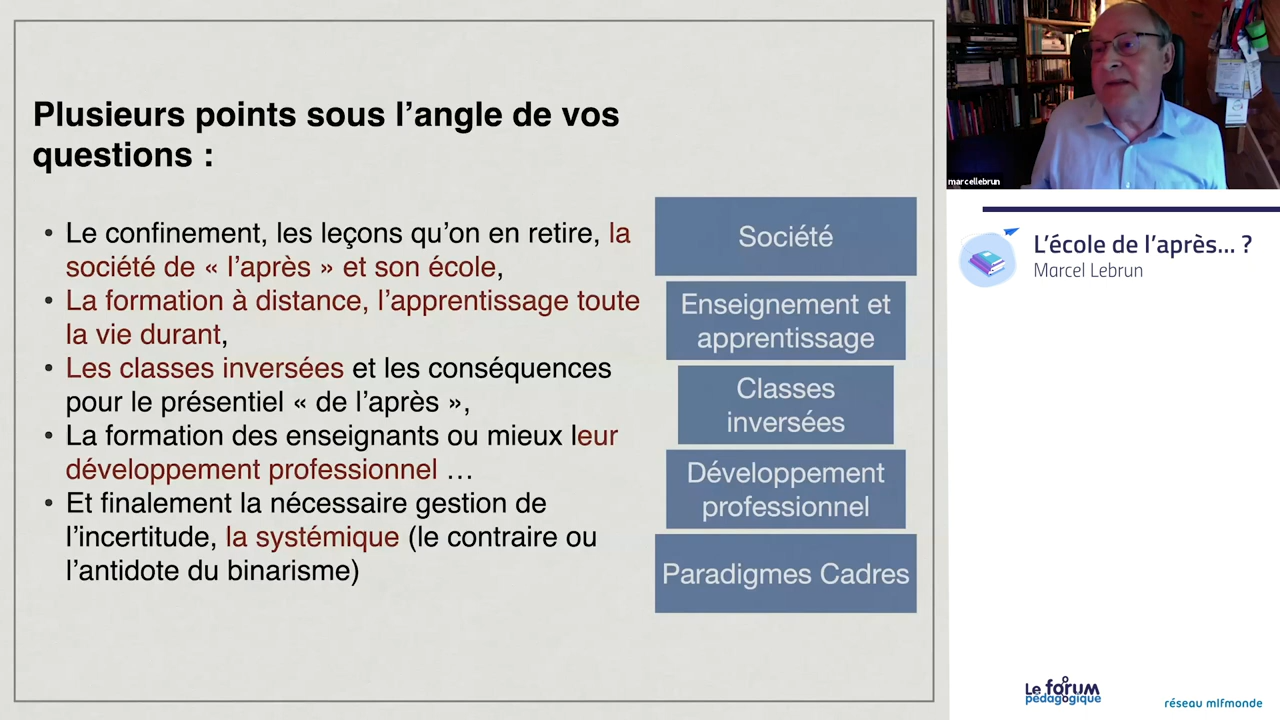 Plusieurs points sous l’angle de vos
questions :
• Le confinement, les leçons qu’on en retire, la
société de « l’après » et son école,
• La formation à distance, l’apprentissage toute
la vie durant,
• Les classes inversées et les conséquences
pour le présentiel « de l’après »,
• La formation des enseignants ou mieux leur
développement professionnel …
• Et finalement la nécessaire gestion de
l’incertitude, la systémique (le contraire ou
l’antidote du binarisme)
Société
Enseignement et
apprentissage
Classes
inversées
Développement
professionnel
Paradigmes Cadres
marcellebrun
L’école de l’après... ?
Marcel Lebrun
Le forum
pédagogique
réseau mlfmonde